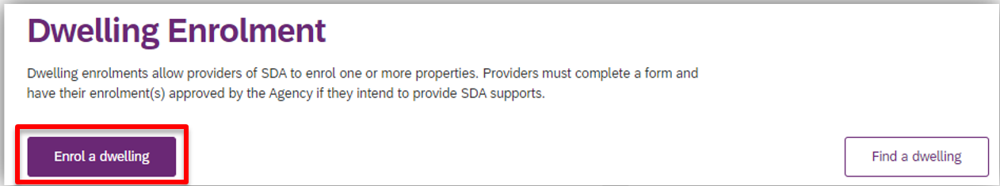 Dwelling Enrolment
Dwelling enrolments allow providers of SDA to enrol one or more properties. Providers must complete a form and
have their enrolment(s) approved by the Agency if they intend to provide SDA supports.
Enrol a dwelling
Find a dwelling